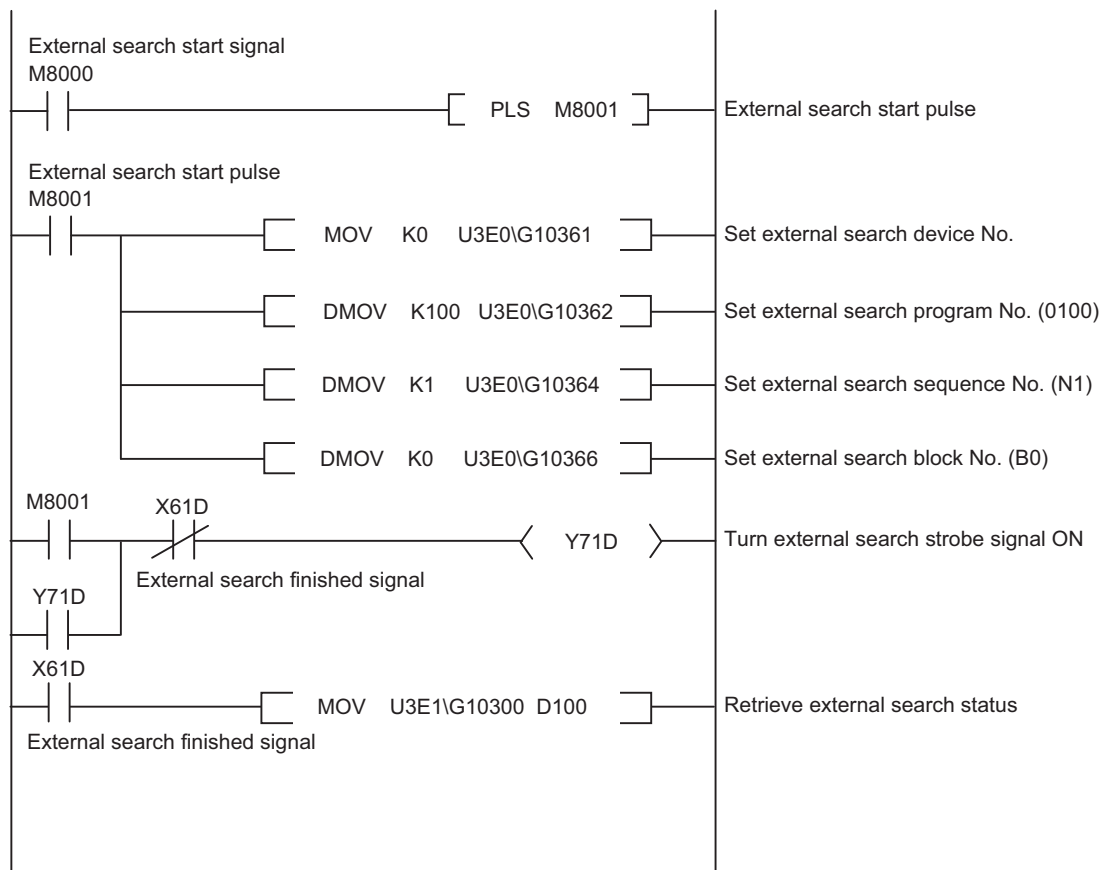 External search start signal
M8000
PLS M8001 External search start pulse
External search start pulse
M8001
MOV K0 U3E0\G10361 Set external search device No.
DMOV K100 U3E0\G10362 Set external search program No. (0100)
DMOV K1 U3E0\G10364 Set external search sequence No. (N1)
DMOV K0 U3E0\G10366 Set external search block No. (B0)
M8001 X61D
Y71D Turn external search strobe signal ON
External search finished signal
Y71D
X61D
MOV U3E1\G10300 D100 Retrieve external search status
External search finished signal